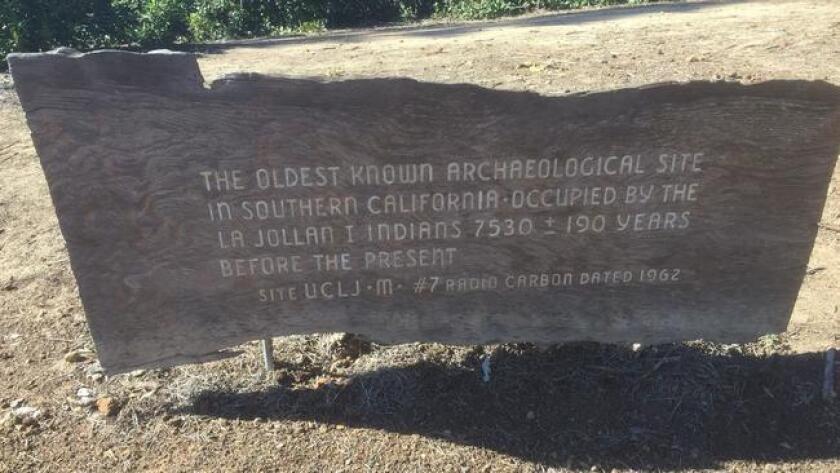 THE OLDEST KNOWN ARCHAEOLOGICAL SITE
IN SOUTHERN CALIFORNIA·OCCUPIED BY THE
LA JOLLAN I INDIANS 7530 ± 190 YEARS
BEFORE THE PRESENT
SITE UCLJ·M· #7 RADIO CARBON DATED 1962